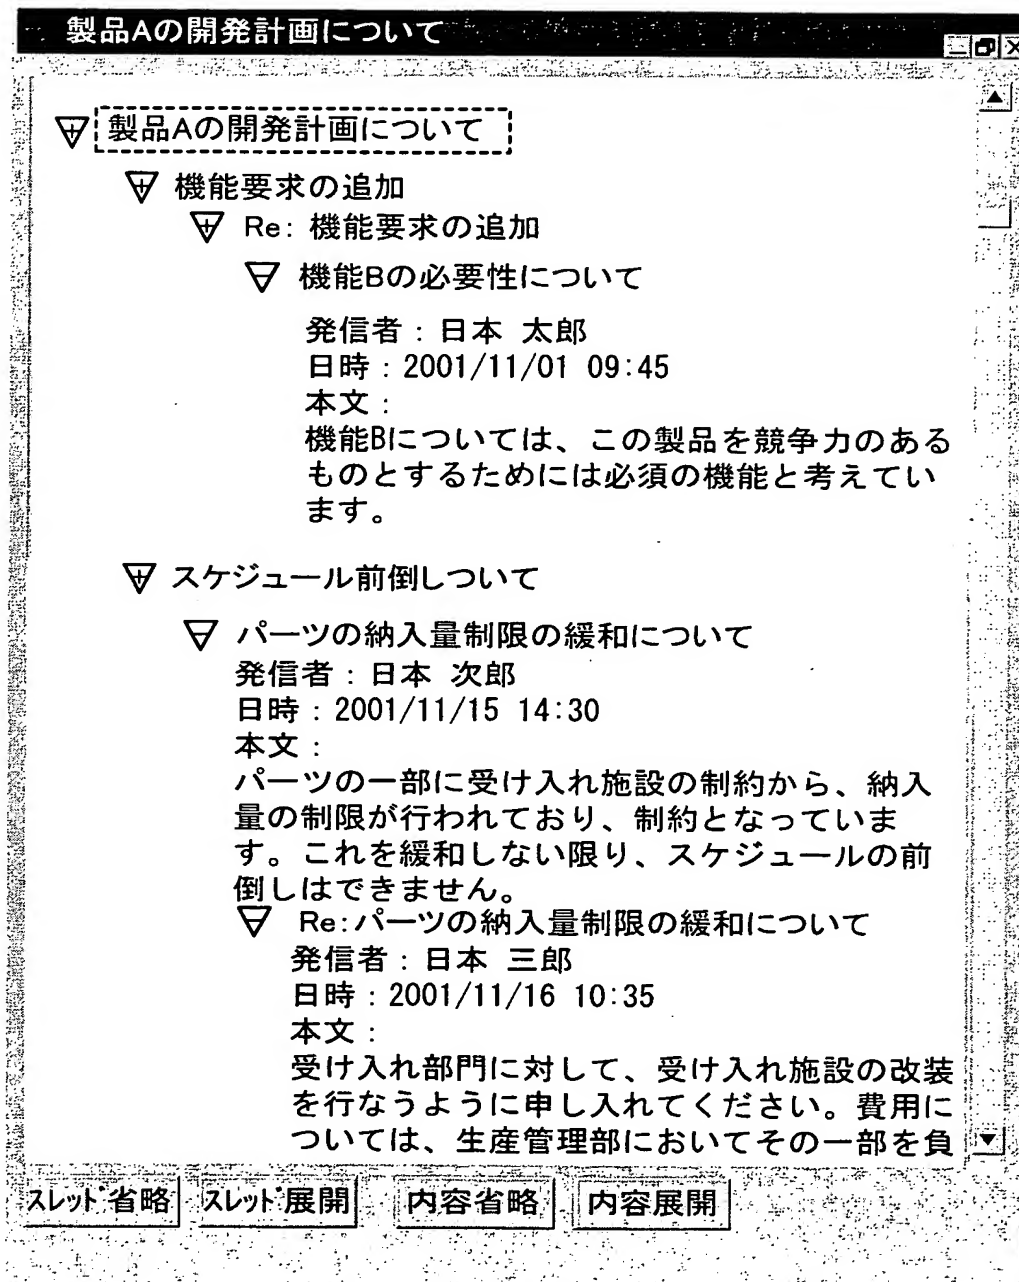 製品Aの開発計画について
製品Aの開発計画について
機能要求の追加
Re: 機能要求の追加
機能Bの必要性について
発信者：日本 太郎
日時：2001/11/01 09:45
本文：
機能Bについては、この製品を競争力のある
ものとするためには必須の機能と考えてい
ます。
スケジュール前倒しついて
パーツの納入量制限の緩和について
発信者：日本 次郎
日時：2001/11/15 14:30
本文：
パーツの一部に受け入れ施設の制約から、納入
量の制限が行われており、制約となっていま
す。これを緩和しない限り、スケジュールの前
倒しはできません。
Re:パーツの納入量制限の緩和について
発信者：日本 三郎
日時：2001/11/16 10:35
本文：
受け入れ部門に対して、受け入れ施設の改装
を行なうように申し入れてください。費用に
ついては、生産管理部においてその一部を負
スレッド省略 スレッド展開 内容省略 内容展開